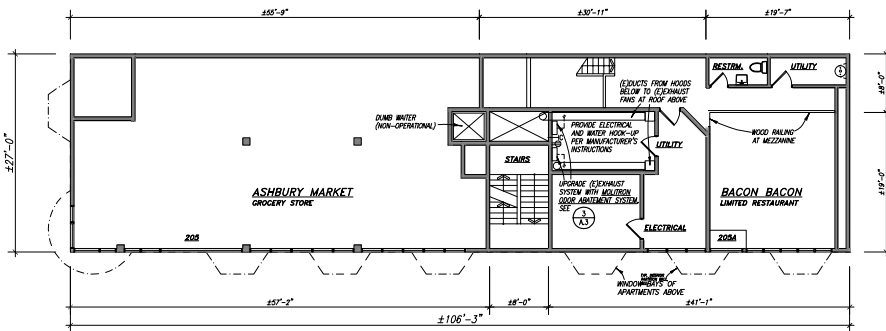 ±55'-9"
±30'-11"
±19'-7"
RESTRM.
UTILITY
(E)DUCTS FROM HOODS
BELOW TO (E)EXHAUST
FANS AT ROOF ABOVE
±8'-0"
DUMB WAITER
(NON-OPERATIONAL)
PROVIDE ELECTRICAL
AND WATER HOOK-UP
PER MANUFACTURER'S
INSTRUCTIONS
WOOD RAILING
AT MEZZANINE
UTILITY
±27'-0"
STAIRS
UPGRADE (E)EXHAUST
SYSTEM WITH MOLITRON
ODOR ABATEMENT SYSTEM,
SEE
3
A.3
ASHBURY MARKET
GROCERY STORE
BACON BACON
LIMITED RESTAURANT
±19'-0"
ELECTRICAL
205
205A
WINDOW BAYS OF
APARTMENTS ABOVE
±57'-2"
±8'-0"
±41'-1"
±106'-3"